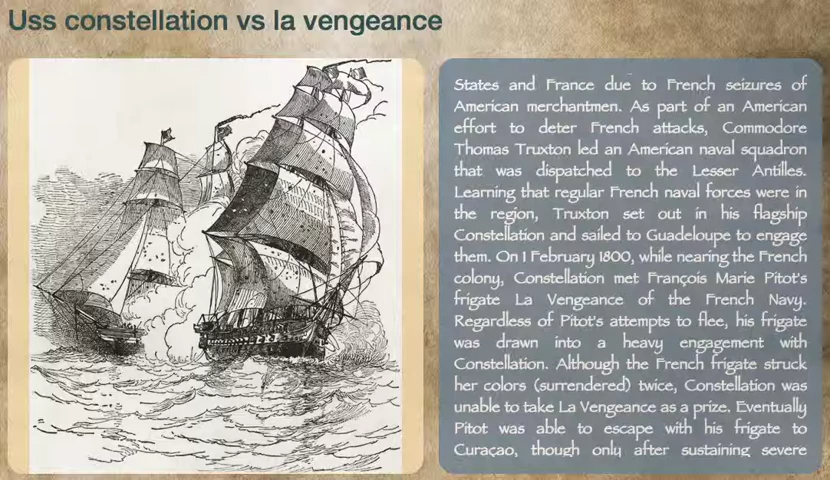 Uss constellation vs la vengeance
States and France due to French seizures of
American merchantmen. As part of an American
effort to deter French attacks, Commodore
Thomas Truxton led an American naval squadron
that was dispatched to the Lesser Antilles.
Learning that regular French naval forces were in
the region, Truxton set out in his flagship
Constellation and sailed to Guadeloupe to engage
them. On 1 February 1800, while nearing the French
colony, Constellation met François Marie Pitot's
frigate La Vengeance of the French Navy.
Regardless of Pitot's attempts to flee, his frigate
was drawn into a heavy engagement with
Constellation. Although the French frigate struck
her colors (surrendered) twice, Constellation was
unable to take La Vengeance as a prize. Eventually
Pitot was able to escape with his frigate to
Curaçao, though only after sustaining severe